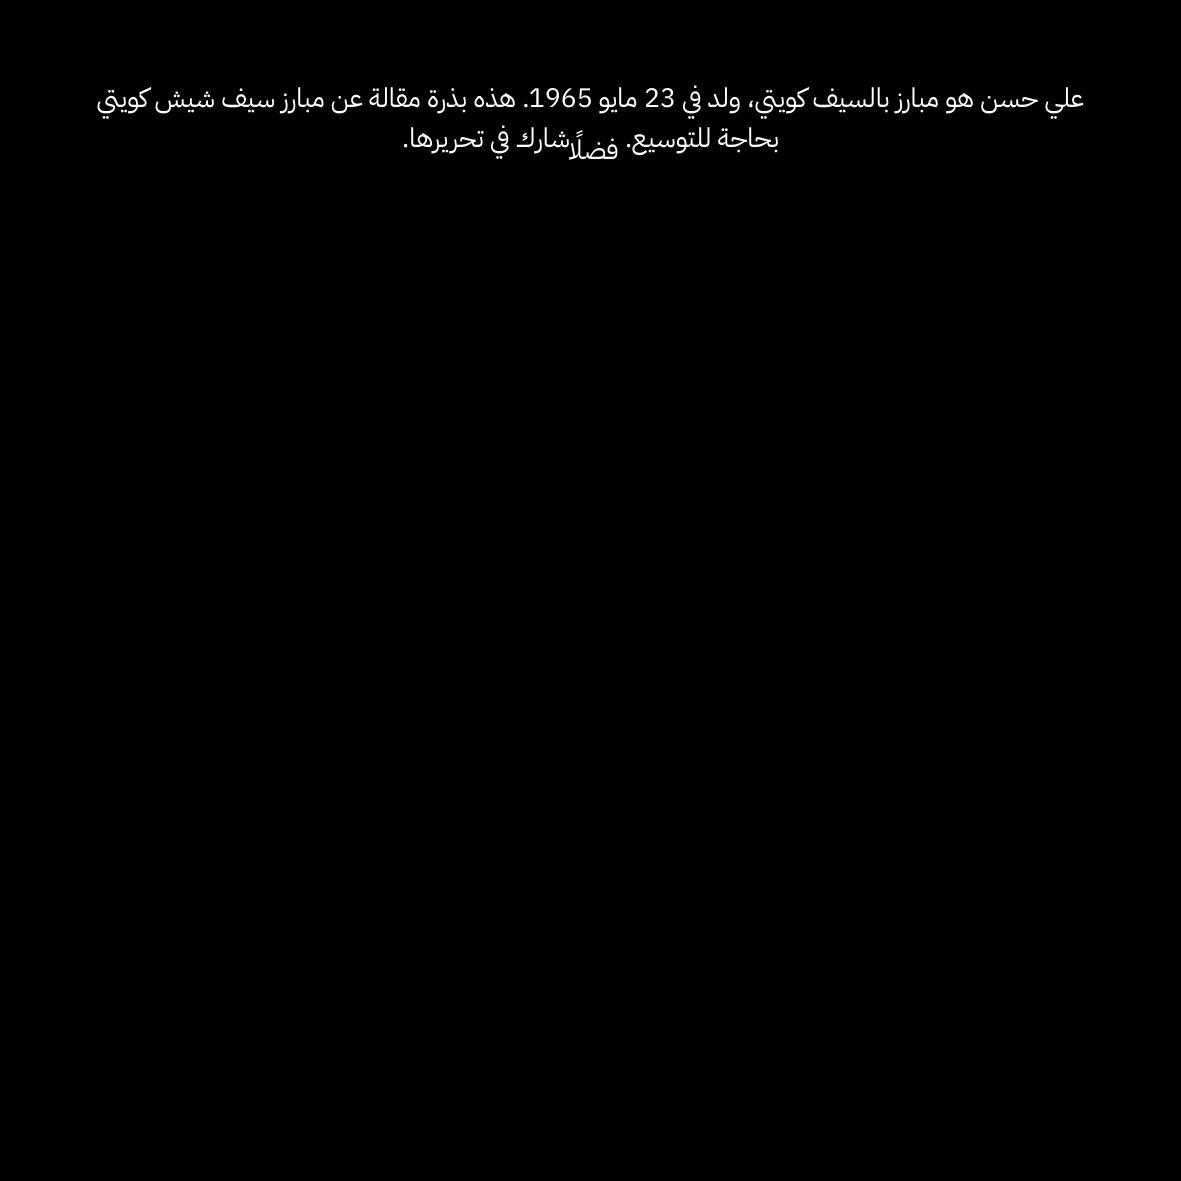 علي حسن هو مبارز بالسيف كويتي، ولد في 23 مايو 1965. هذه بذرة مقالة عن مبارز سيف شيش كويتي
بحاجة للتوسيع. فضلًا شارك في تحريرها.